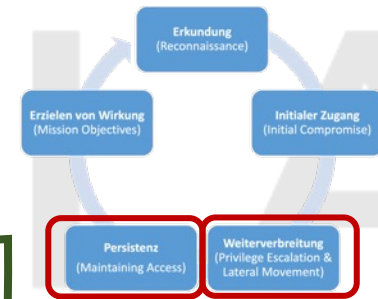 Erkundung
(Reconnaissance)
Initialer Zugang
(Initial Compromise)
Weiterverbreitung
(Privilege Escalation &
Lateral Movement)
Persistenz
(Maintaining Access)
Erzielen von Wirkung
(Mission Objectives)